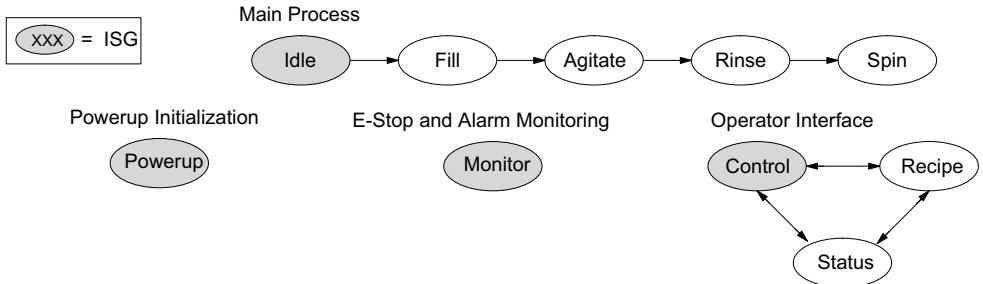 Main Process
xxx = ISG
Idle Fill Agitate Rinse Spin
Powerup Initialization E-Stop and Alarm Monitoring Operator Interface
Powerup Monitor Control Recipe
Status